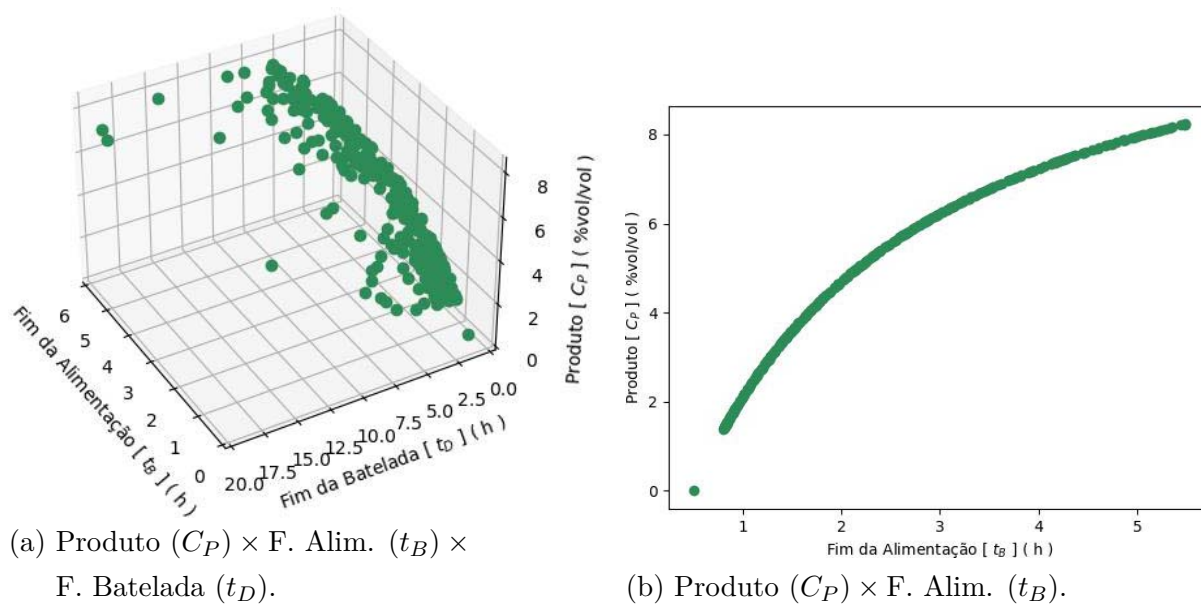 8
6
4
2
0
Produto [ C_P ] ( %vol/vol )
6
5
4
3
2
1
0
Fim da Alimentação [ t_B ] ( h )
20.0
17.5
15.0
12.5
10.0
7.5
5.0
2.5
0.0
Fim da Batelada [ t_D ] ( h )
(a) Produto (C_P) × F. Alim. (t_B) ×
F. Batelada (t_D).
Produto [ C_P ] ( %vol/vol)
8
6
4
2
0
1 2 3 4 5
Fim da Alimentação [ t_B ] ( h )
(b) Produto (C_P) × F. Alim. (t_B).